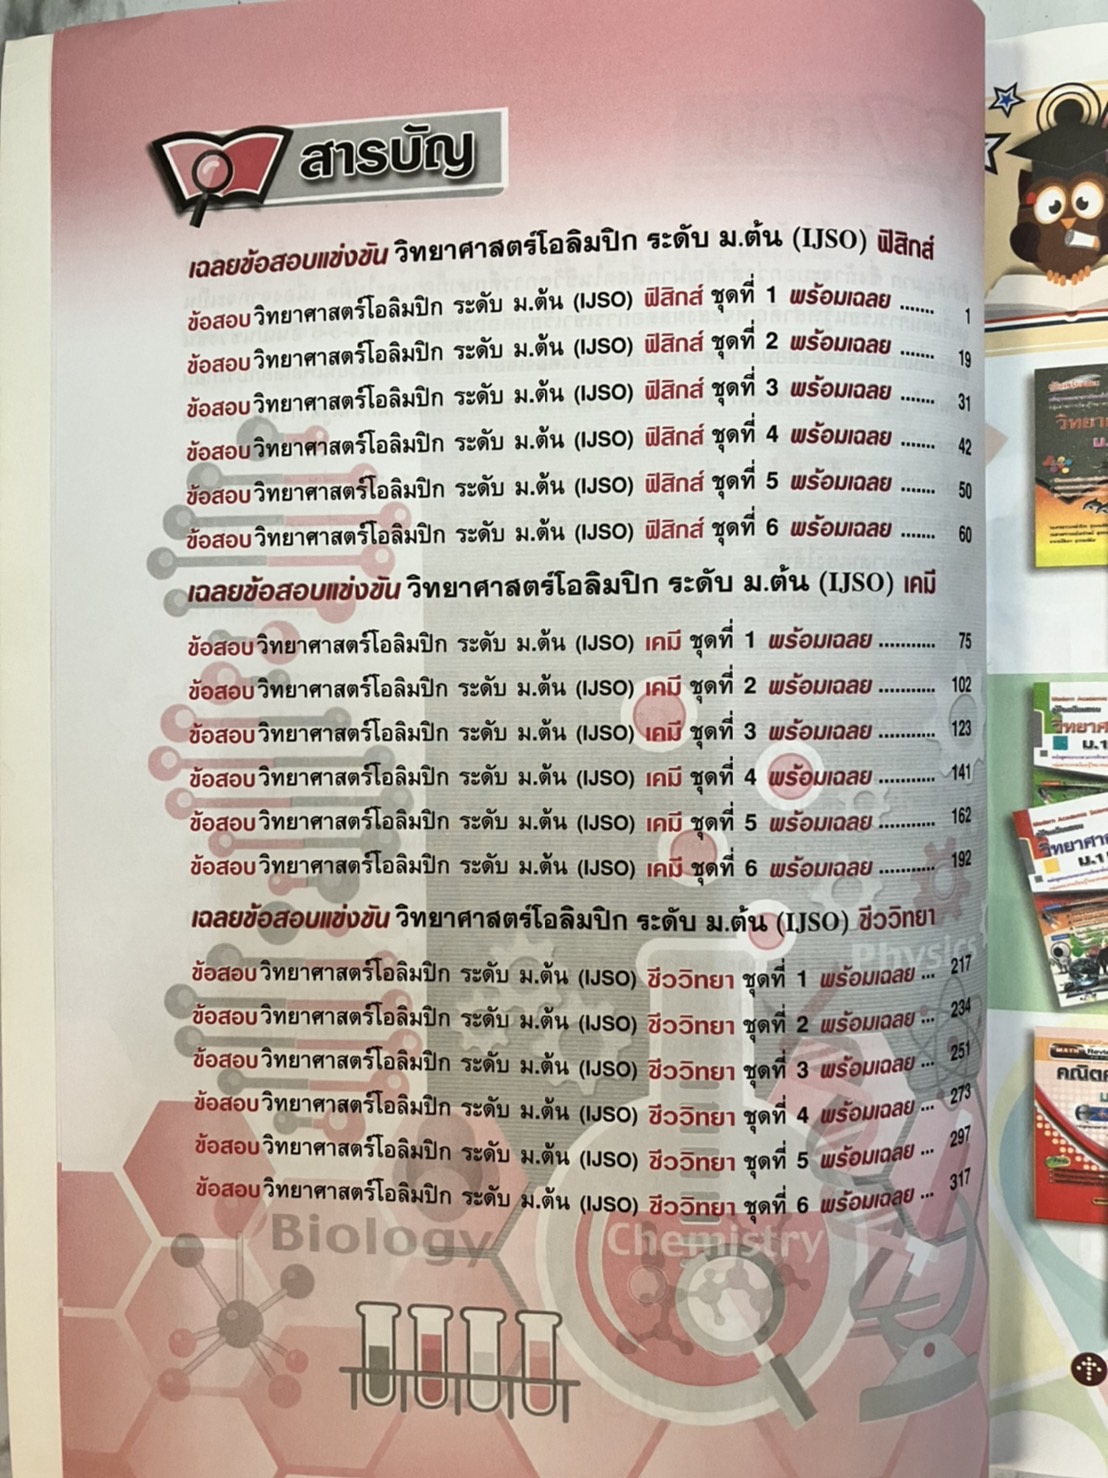 สารบัญ
เฉลยข้อสอบแข่งขัน วิทยาศาสตร์โอลิมปิก ระดับ ม.ต้น (IJSO) ฟิสิกส์
ข้อสอบวิทยาศาสตร์โอลิมปิก ระดับ ม.ต้น (IJSO) ฟิสิกส์ ชุดที่ 1 พร้อมเฉลย ....... 1
ข้อสอบวิทยาศาสตร์โอลิมปิก ระดับ ม.ต้น (IJSO) ฟิสิกส์ ชุดที่ 2 พร้อมเฉลย ....... 19
ข้อสอบวิทยาศาสตร์โอลิมปิก ระดับ ม.ต้น (IJSO) ฟิสิกส์ ชุดที่ 3 พร้อมเฉลย ....... 31
ข้อสอบวิทยาศาสตร์โอลิมปิก ระดับ ม.ต้น (IJSO) ฟิสิกส์ ชุดที่ 4 พร้อมเฉลย ....... 42
ข้อสอบวิทยาศาสตร์โอลิมปิก ระดับ ม.ต้น (IJSO) ฟิสิกส์ ชุดที่ 5 พร้อมเฉลย ....... 50
ข้อสอบวิทยาศาสตร์โอลิมปิก ระดับ ม.ต้น (IJSO) ฟิสิกส์ ชุดที่ 6 พร้อมเฉลย ....... 60
เฉลยข้อสอบแข่งขัน วิทยาศาสตร์โอลิมปิก ระดับ ม.ต้น (IJSO) เคมี
ข้อสอบวิทยาศาสตร์โอลิมปิก ระดับ ม.ต้น (IJSO) เคมี ชุดที่ 1 พร้อมเฉลย ........... 75
ข้อสอบวิทยาศาสตร์โอลิมปิก ระดับ ม.ต้น (IJSO) เคมี ชุดที่ 2 พร้อมเฉลย ........... 102
ข้อสอบวิทยาศาสตร์โอลิมปิก ระดับ ม.ต้น (IJSO) เคมี ชุดที่ 3 พร้อมเฉลย ........... 123
ข้อสอบวิทยาศาสตร์โอลิมปิก ระดับ ม.ต้น (IJSO) เคมี ชุดที่ 4 พร้อมเฉลย ........... 141
ข้อสอบวิทยาศาสตร์โอลิมปิก ระดับ ม.ต้น (IJSO) เคมี ชุดที่ 5 พร้อมเฉลย ........... 162
ข้อสอบวิทยาศาสตร์โอลิมปิก ระดับ ม.ต้น (IJSO) เคมี ชุดที่ 6 พร้อมเฉลย ........... 192
เฉลยข้อสอบแข่งขัน วิทยาศาสตร์โอลิมปิก ระดับ ม.ต้น (IJSO) ชีววิทยา
Physics
ข้อสอบวิทยาศาสตร์โอลิมปิก ระดับ ม.ต้น (IJSO) ชีววิทยา ชุดที่ 1 พร้อมเฉลย ... 217
ข้อสอบวิทยาศาสตร์โอลิมปิก ระดับ ม.ต้น (IJSO) ชีววิทยา ชุดที่ 2 พร้อมเฉลย ... 234
ข้อสอบวิทยาศาสตร์โอลิมปิก ระดับ ม.ต้น (IJSO) ชีววิทยา ชุดที่ 3 พร้อมเฉลย ... 251
ข้อสอบวิทยาศาสตร์โอลิมปิก ระดับ ม.ต้น (IJSO) ชีววิทยา ชุดที่ 4 พร้อมเฉลย ... 273
ข้อสอบวิทยาศาสตร์โอลิมปิก ระดับ ม.ต้น (IJSO) ชีววิทยา ชุดที่ 5 พร้อมเฉลย ... 297
ข้อสอบวิทยาศาสตร์โอลิมปิก ระดับ ม.ต้น (IJSO) ชีววิทยา ชุดที่ 6 พร้อมเฉลย ... 317
Biology Chemistry